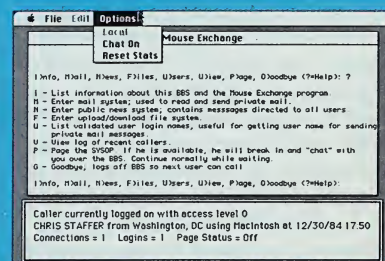 File Edit Options
Local
Chat On
Reset Stats
Mouse Exchange
I)nfo, M)ail, N)ews, F)iles, U)sers, V)iew, P)age, G)oodbye (?=Help): ?
I - List information about this BBS and the Mouse Exchange program.
M - Enter mail system; used to read and send private mail.
N - Enter public news system; contains messsages directed to all users.
F - Enter upload/download file system.
U - List validated user login names, useful for getting user name for sending
private mail messages.
V - View log of recent callers.
P - Page the SYSOP. If he is available, he will break in and "chat" with
you over the BBS. Continue normally while waiting.
G - Goodbye; logs off BBS so next user can call
I)nfo, M)ail, N)ews, F)iles, U)sers, V)iew, P)age, G)oodbye (?=Help):
Caller currently logged on with access level 0
CHRIS STAFFER from Washington, DC using Macintosh at 12/30/84 17:50
Connections = 1 Logins = 1 Page Status = Off